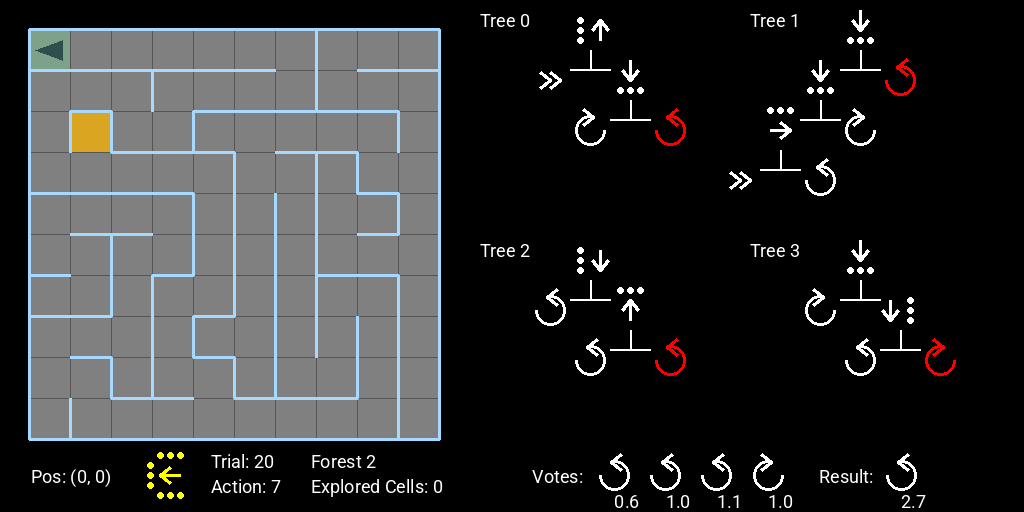 Tree 0
Tree 1
Tree 2
Tree 3
Pos: (0, 0)
Trial: 20
Forest 2
Action: 7
Explored Cells: 0
Votes:
0.6
1.0
1.1
1.0
Result:
2.7